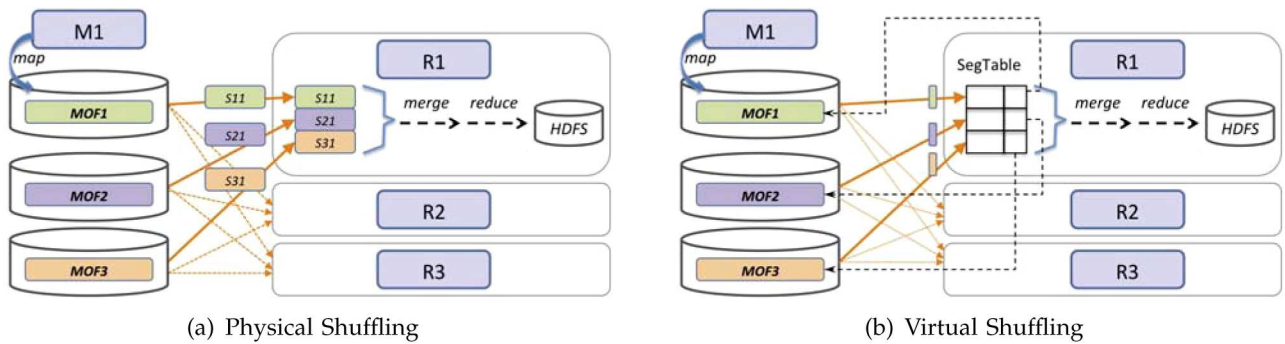 M1
map
MOF1
MOF2
MOF3
S11
S21
S31
S11
S21
S31
R1
merge
reduce
HDFS
R2
R3
(a) Physical Shuffling
M1
map
MOF1
MOF2
MOF3
SegTable
R1
merge
reduce
HDFS
R2
R3
(b) Virtual Shuffling